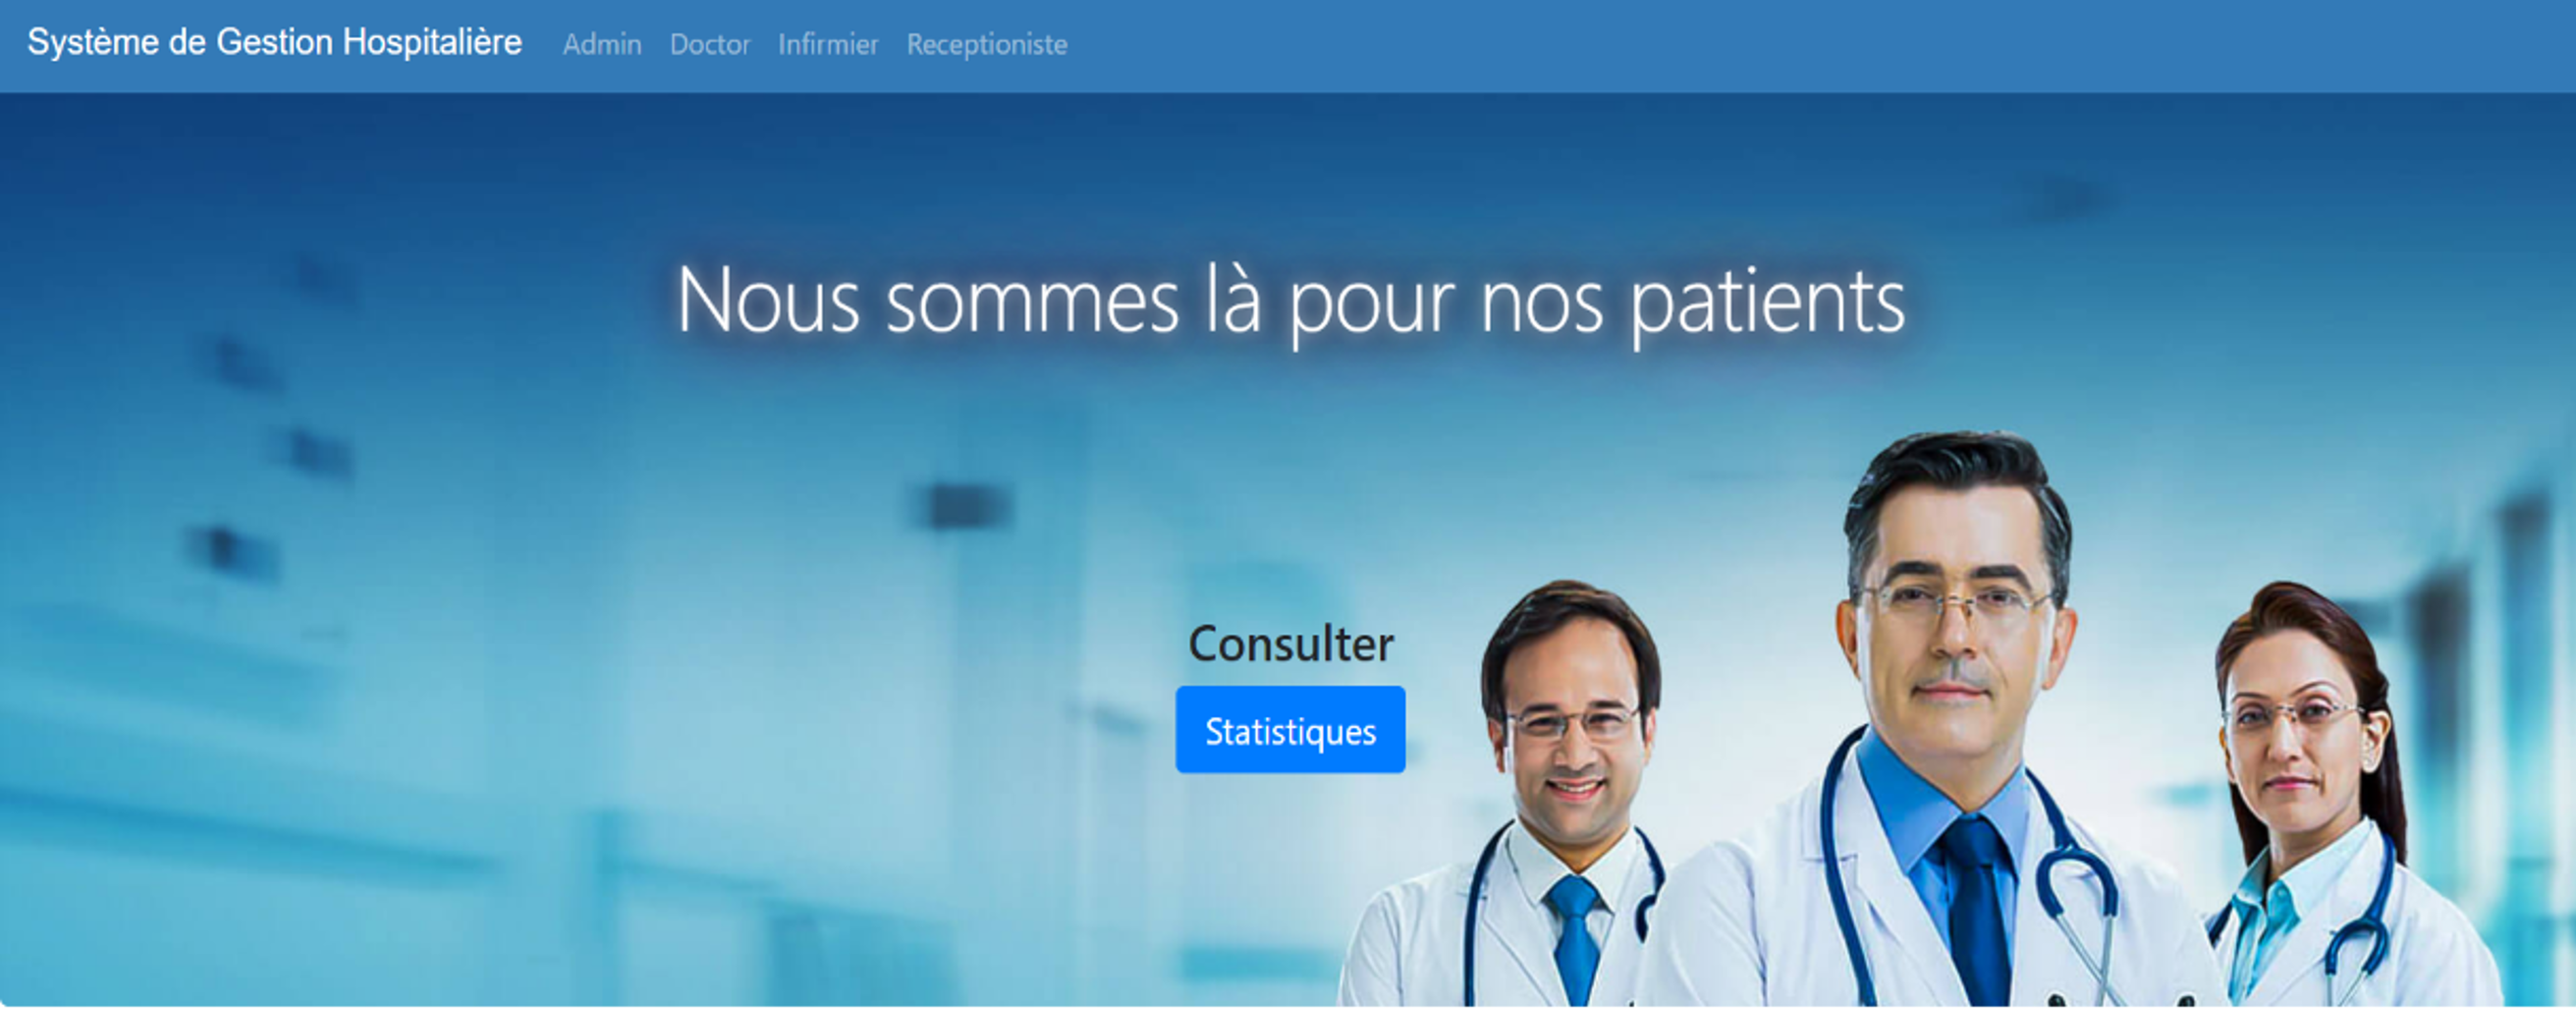 Système de Gestion Hospitalière Admin Doctor Infirmier Receptioniste
Nous sommes là pour nos patients
Consulter
Statistiques